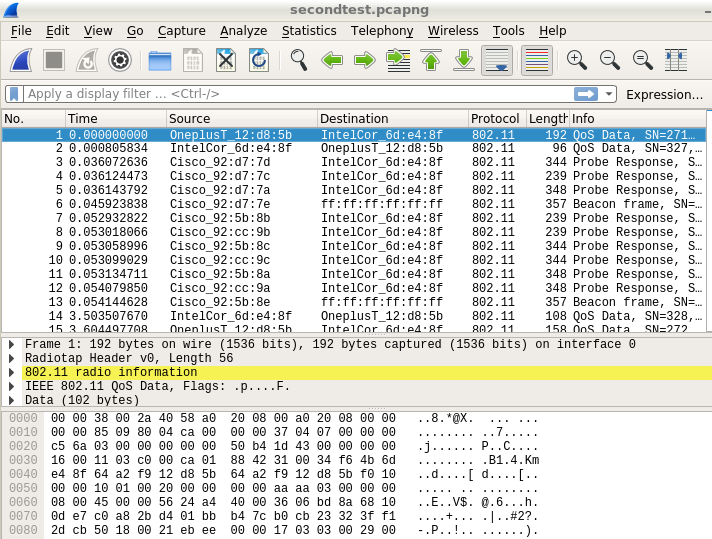 secondtest.pcapng
File Edit View Go Capture Analyze Statistics Telephony Wireless Tools Help
Apply a display filter … <Ctrl-/> Expression…
No. Time Source Destination Protocol Length Info
1 0.000000000 OneplusT_12:d8:5b IntelCor_6d:e4:8f 802.11 192 QoS Data, SN=271…
2 0.000805834 IntelCor_6d:e4:8f OneplusT_12:d8:5b 802.11 96 QoS Data, SN=327,…
3 0.036072636 Cisco_92:d7:7d IntelCor_6d:e4:8f 802.11 344 Probe Response, S…
4 0.036124473 Cisco_92:d7:7c IntelCor_6d:e4:8f 802.11 239 Probe Response, S…
5 0.036143792 Cisco_92:d7:7a IntelCor_6d:e4:8f 802.11 348 Probe Response, S…
6 0.045923838 Cisco_92:d7:7e ff:ff:ff:ff:ff:ff 802.11 357 Beacon frame, SN=…
7 0.052932822 Cisco_92:5b:8b IntelCor_6d:e4:8f 802.11 239 Probe Response, S…
8 0.053018066 Cisco_92:cc:9b IntelCor_6d:e4:8f 802.11 239 Probe Response, S…
9 0.053058996 Cisco_92:5b:8c IntelCor_6d:e4:8f 802.11 344 Probe Response, S…
10 0.053099029 Cisco_92:cc:9c IntelCor_6d:e4:8f 802.11 344 Probe Response, S…
11 0.053134711 Cisco_92:5b:8a IntelCor_6d:e4:8f 802.11 348 Probe Response, S…
12 0.054079850 Cisco_92:cc:9a IntelCor_6d:e4:8f 802.11 348 Probe Response, S…
13 0.054144628 Cisco_92:5b:8e ff:ff:ff:ff:ff:ff 802.11 357 Beacon frame, SN=…
14 3.503507670 IntelCor_6d:e4:8f OneplusT_12:d8:5b 802.11 108 QoS Data, SN=328,…
15 3.604497708 OneplusT_12:d8:5b IntelCor_6d:e4:8f 802.11 158 QoS Data, SN=272
Frame 1: 192 bytes on wire (1536 bits), 192 bytes captured (1536 bits) on interface 0
Radiotap Header v0, Length 56
802.11 radio information
IEEE 802.11 QoS Data, Flags: .p....F.
Data (102 bytes)
0000 00 00 38 00 2a 40 58 a0 20 08 00 a0 20 08 00 00 ..8.*@X. ... ...
0010 00 00 85 09 80 04 ca 00 00 00 37 04 07 00 00 00 ........ ..7.....
0020 c5 6a 03 00 00 00 00 00 50 b4 1d 43 00 00 00 00 .j...... P..C....
0030 16 00 11 03 c0 00 ca 01 88 42 31 00 34 f6 4b 6d ........ .B1.4.Km
0040 e4 8f 64 a2 f9 12 d8 5b 64 a2 f9 12 d8 5b f0 10 ..d....[ d....[..
0050 00 00 10 01 00 20 00 00 00 00 aa aa 03 00 00 00 ..... .. ........
0060 08 00 45 00 00 56 24 a4 40 00 36 06 bd 8a 68 10 ..E..V$. @.6...h.
0070 0d e7 c0 a8 2b d4 01 bb b4 7c b0 cb 23 32 3f f1 ....+... .|..#2?.
0080 2d cb 50 18 00 21 eb ee 00 00 17 03 03 00 29 00 -.P..!.. ......).